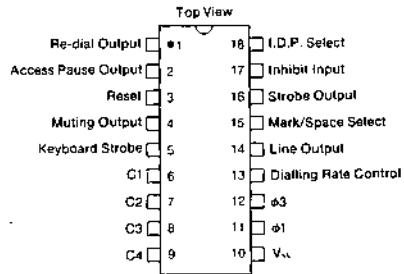 Top View
Re-dial Output 1 18 I.D.P. Select
Access Pause Output 2 17 Inhibit Input
Reset 3 16 Strobe Output
Muting Output 4 15 Mark/Space Select
Keyboard Strobe 5 14 Line Output
C1 6 13 Dialling Rate Control
C2 7 12 ϕ3
C3 8 11 ϕ1
C4 9 10